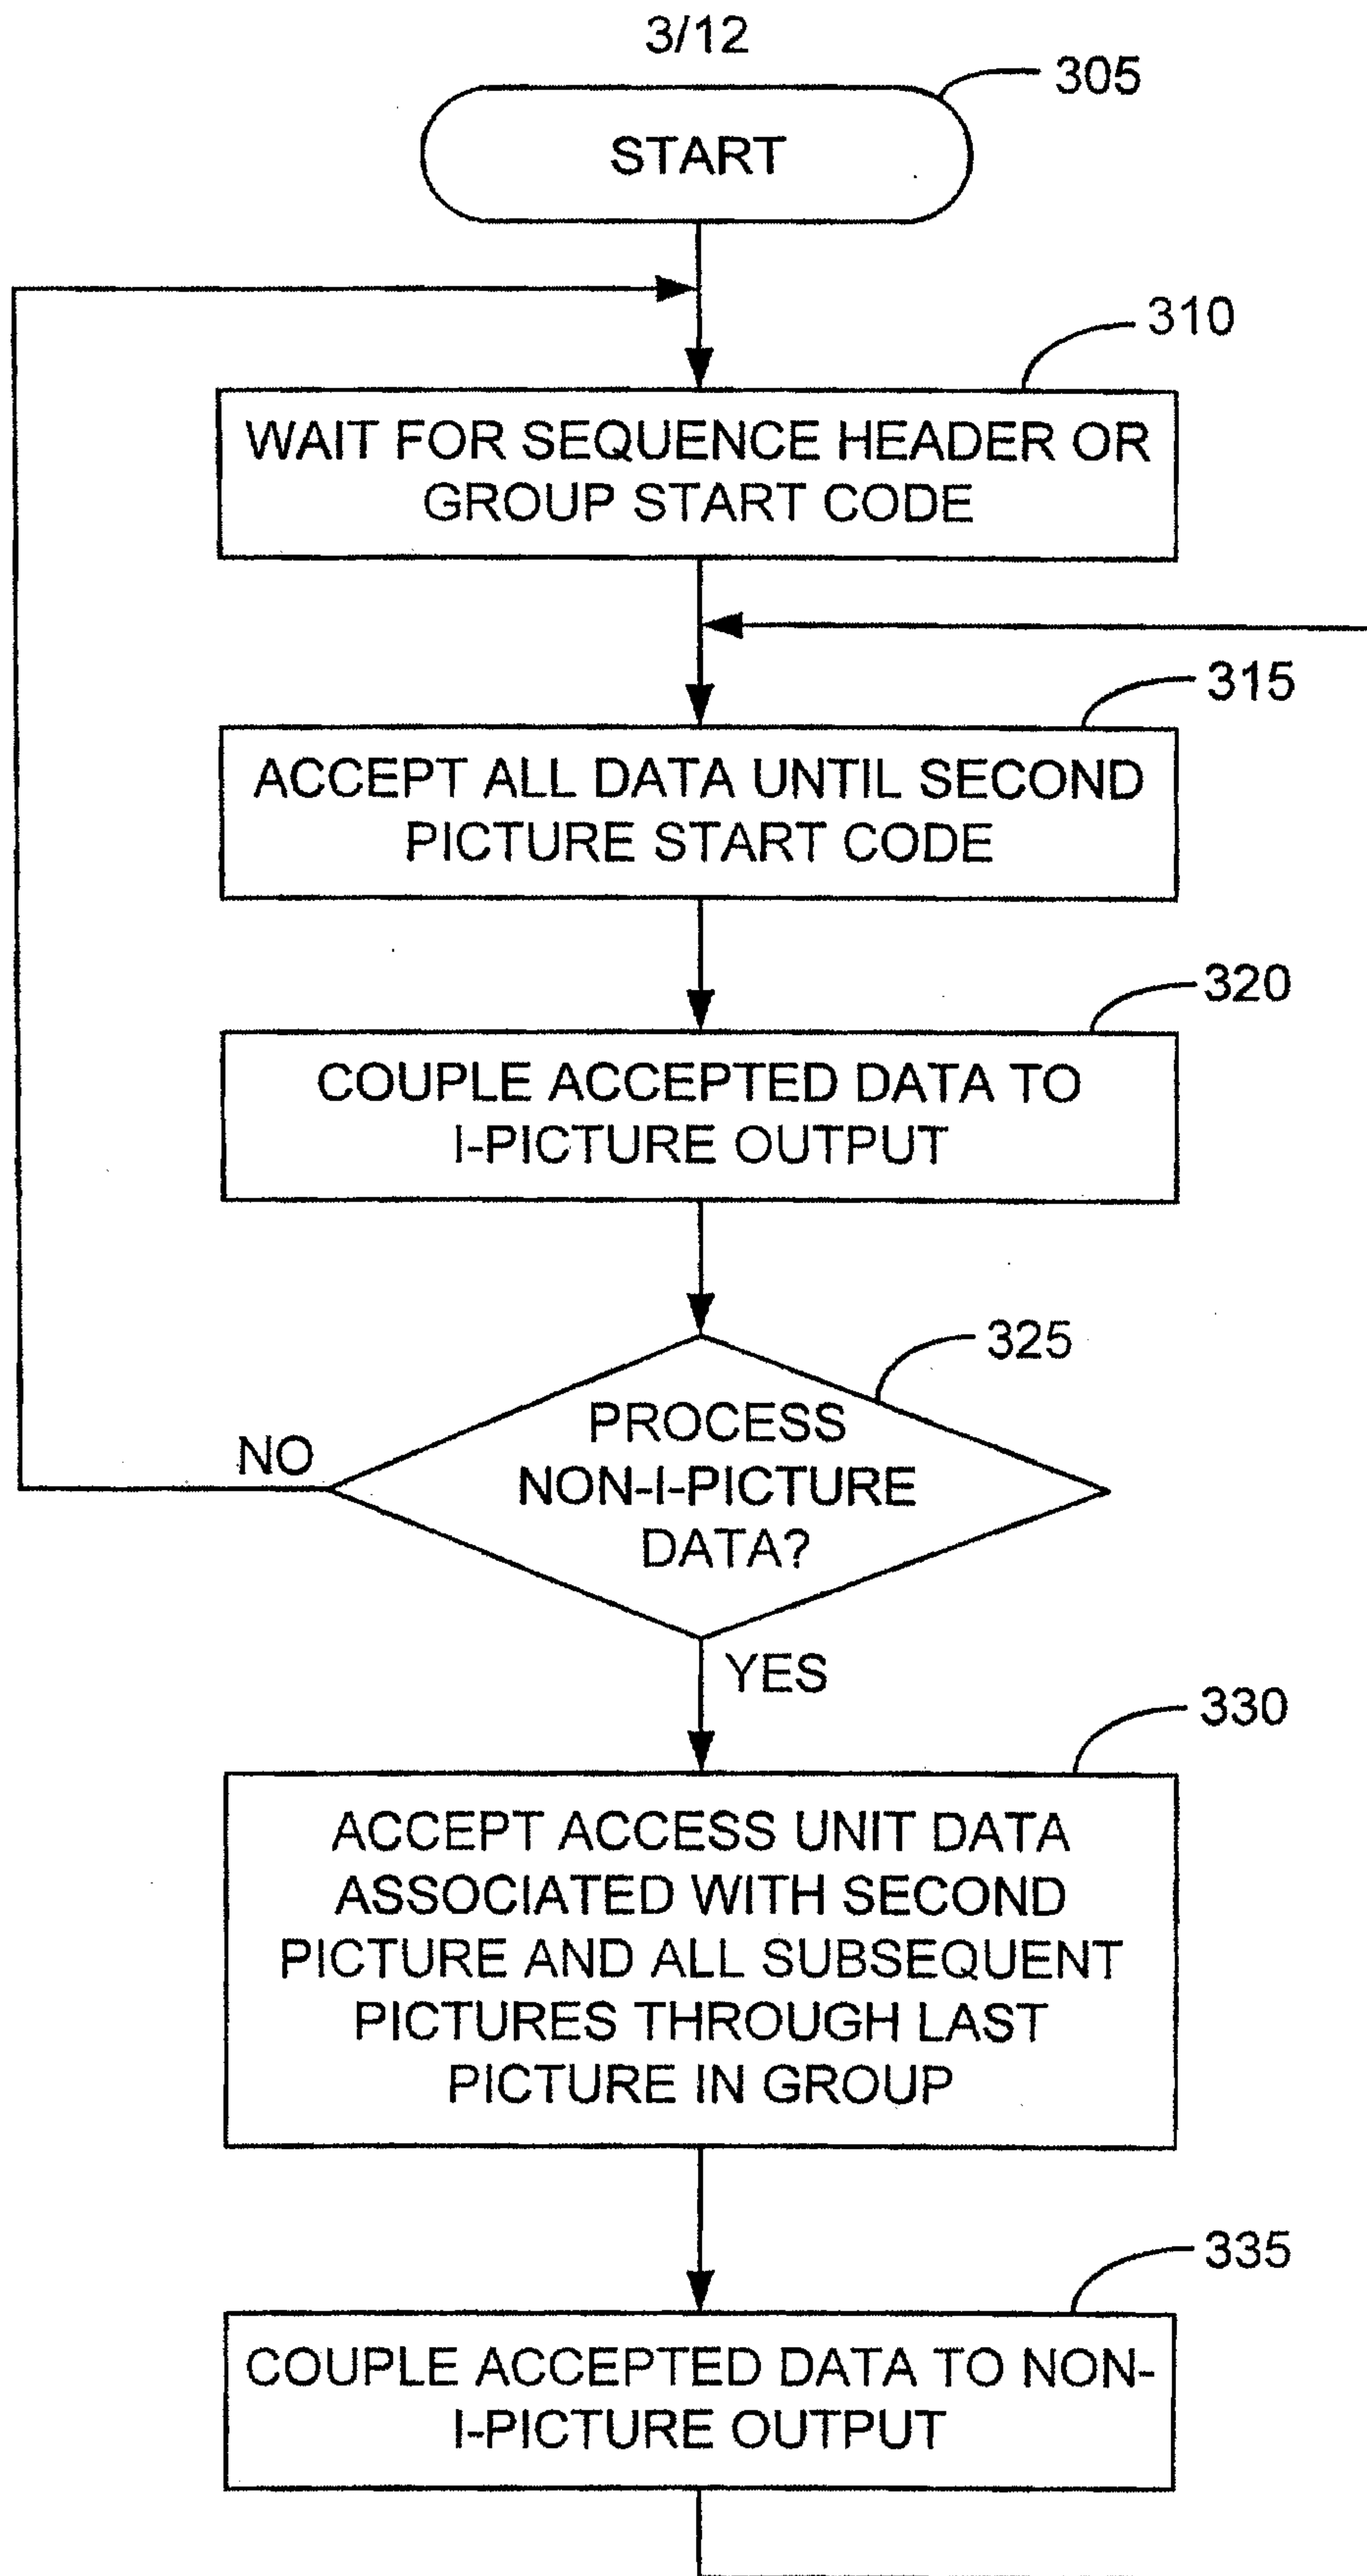 3/12
305
START
310
WAIT FOR SEQUENCE HEADER OR
GROUP START CODE
315
ACCEPT ALL DATA UNTIL SECOND
PICTURE START CODE
320
COUPLE ACCEPTED DATA TO
I-PICTURE OUTPUT
325
PROCESS
NON-I-PICTURE
DATA?
NO
YES
330
ACCEPT ACCESS UNIT DATA
ASSOCIATED WITH SECOND
PICTURE AND ALL SUBSEQUENT
PICTURES THROUGH LAST
PICTURE IN GROUP
335
COUPLE ACCEPTED DATA TO NON-
I-PICTURE OUTPUT